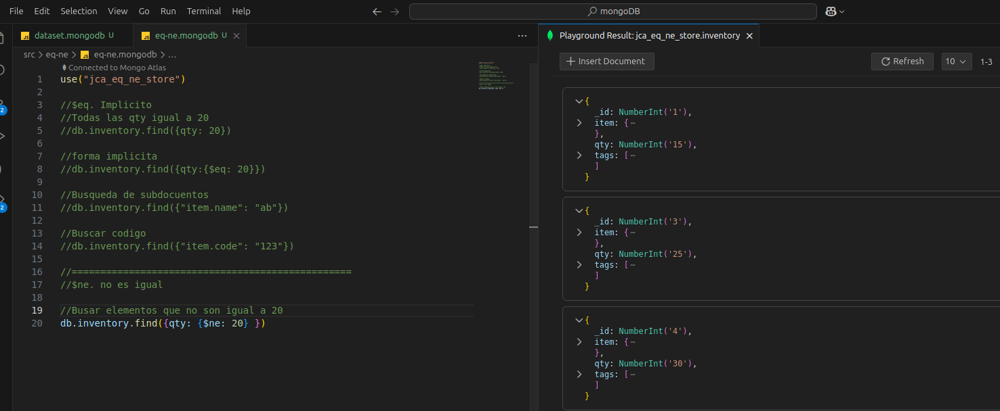 File Edit Selection View Go Run Terminal Help
mongoDB
dataset.mongodb U
eq-ne.mongodb U
src > eq-ne > eq-ne.mongodb > ...
Connected to Mongo Atlas
1 use("jca_eq_ne_store")
2
3 //$eq. Implicito
4 //Todas las qty igual a 20
5 //db.inventory.find({qty: 20})
6
7 //forma implicita
8 //db.inventory.find({qty:{$eq: 20}})
9
10 //Busqueda de subdocuentos
11 //db.inventory.find({"item.name": "ab"})
12
13 //Buscar codigo
14 //db.inventory.find({"item.code": "123"})
15
16 //=================================================
17 //$ne. no es igual
18
19 //Busar elementos que no son igual a 20
20 db.inventory.find({qty: {$ne: 20} })
2
2
Playground Result: jca_eq_ne_store.inventory
Insert Document
Refresh
10
1-3
{
_id: NumberInt('1'),
item: {
},
qty: NumberInt('15'),
tags: [
]
}
{
_id: NumberInt('3'),
item: {
},
qty: NumberInt('25'),
tags: [
]
}
{
_id: NumberInt('4'),
item: {
},
qty: NumberInt('30'),
tags: [
]
}